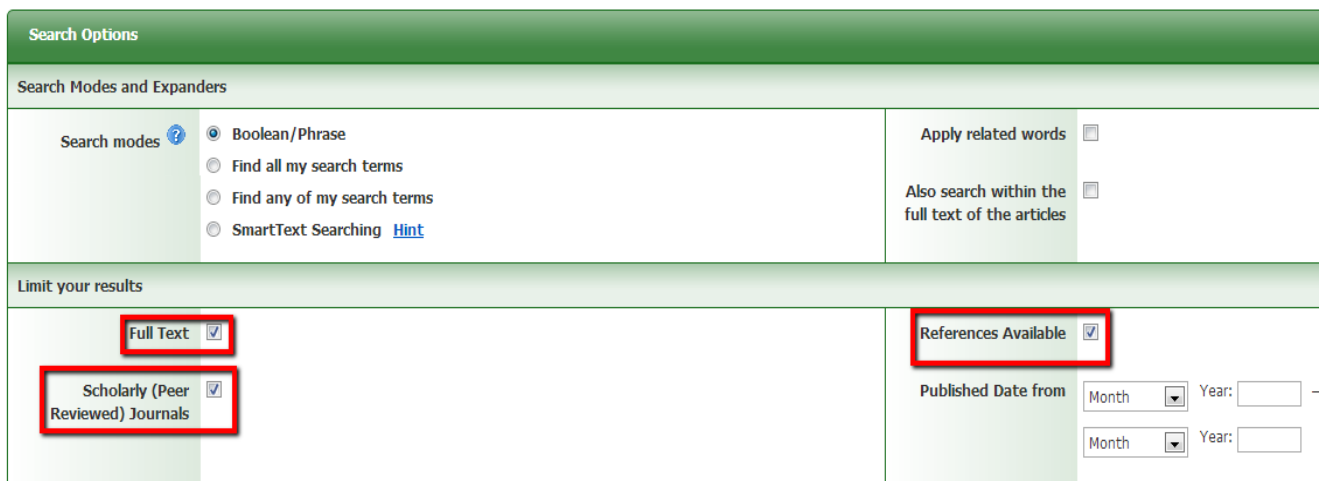 Search Options
Search Modes and Expanders
Search modes ?
Boolean/Phrase
Find all my search terms
Find any of my search terms
SmartText Searching Hint
Apply related words
Also search within the
full text of the articles
Limit your results
Full Text
Scholarly (Peer
Reviewed) Journals
References Available
Published Date from
Month Year: –
Month Year: